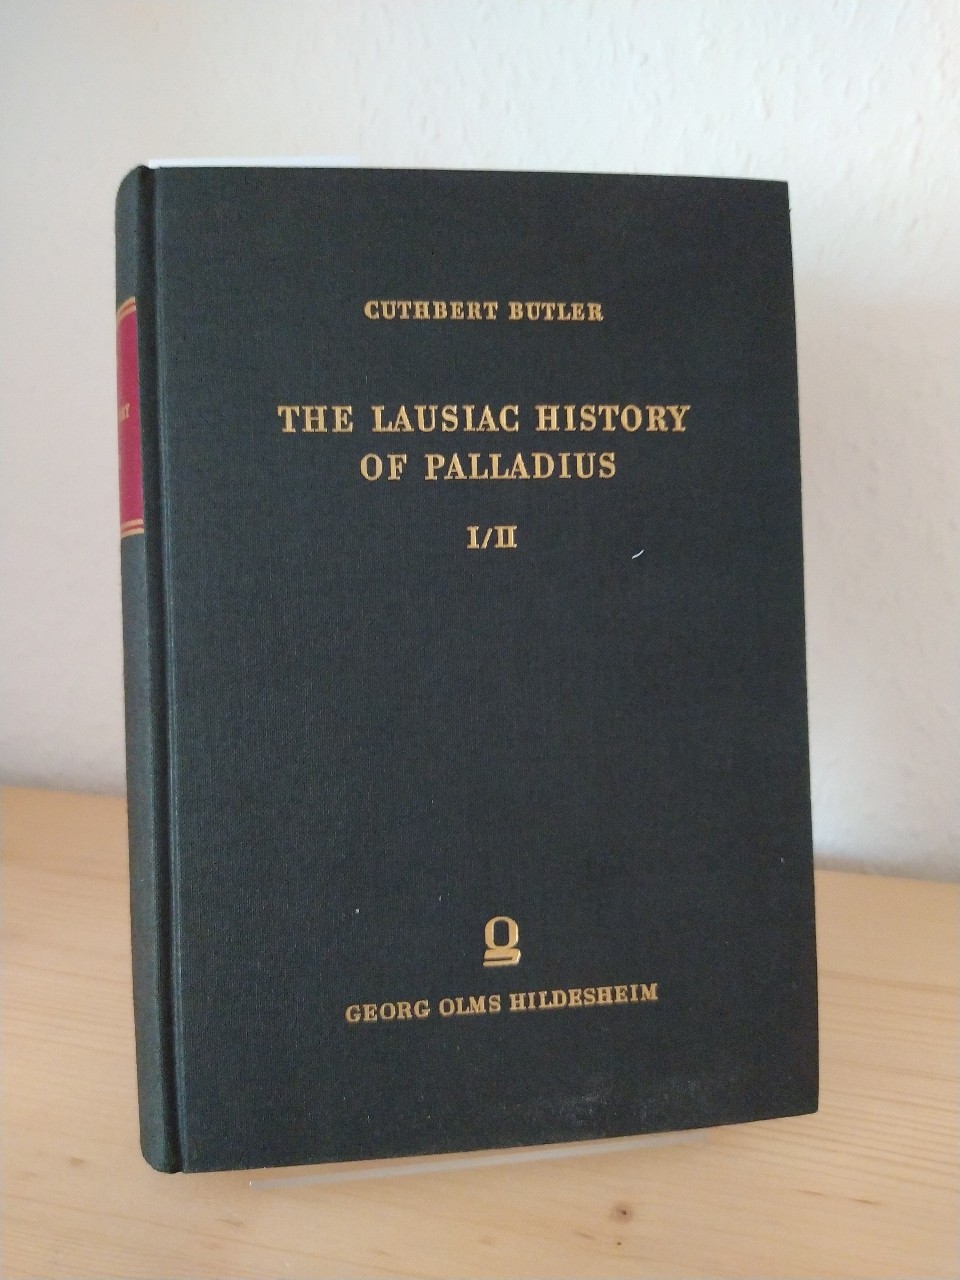 CUTHBERT BUTLER
THE LAUSIAC HISTORY
OF PALLADIUS
I/II
GEORG OLMS HILDESHEIM